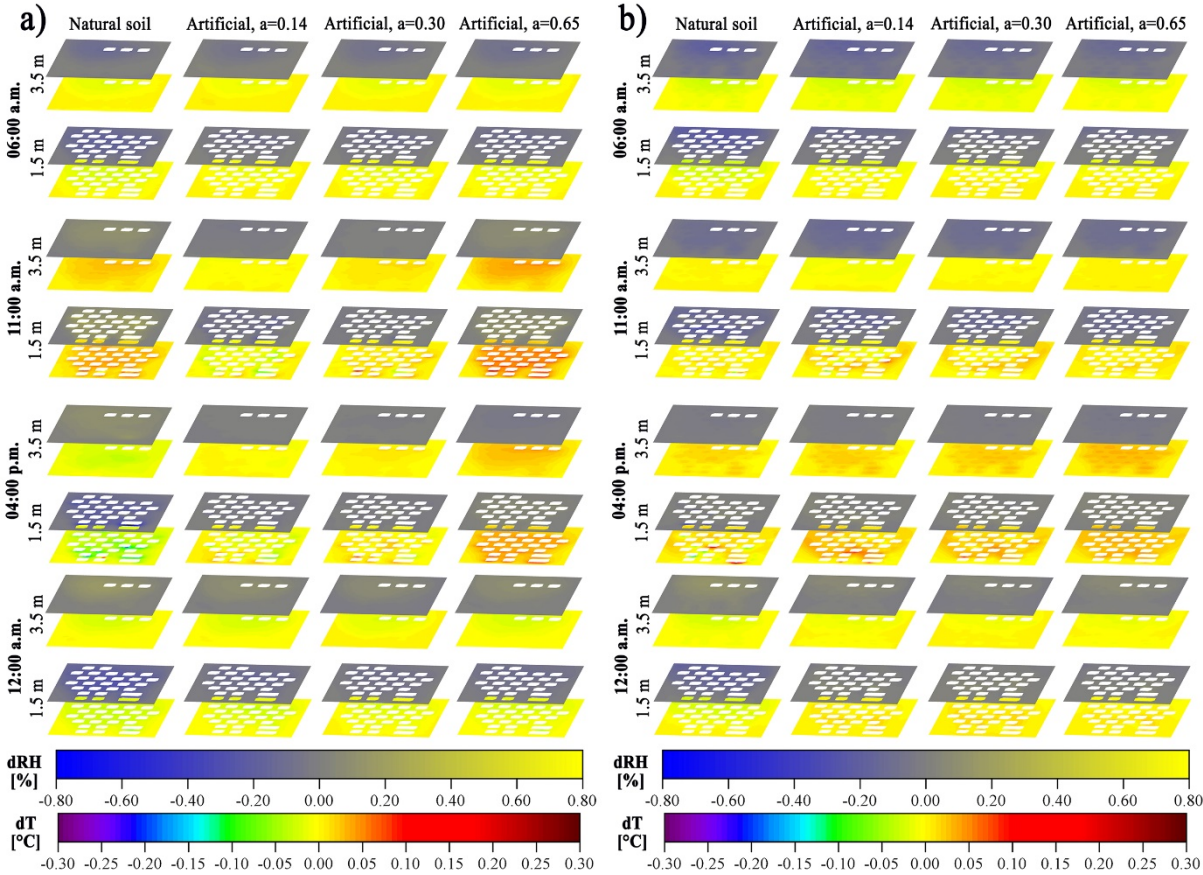 a)
Natural soil Artificial, a=0.14 Artificial, a=0.30 Artificial, a=0.65
06:00 a.m.
3.5 m
1.5 m
11:00 a.m.
3.5 m
1.5 m
04:00 p.m.
3.5 m
1.5 m
12:00 a.m.
3.5 m
1.5 m
dRH
[%]
-0.80 -0.60 -0.40 -0.20 0.00 0.20 0.40 0.60 0.80
dT
[°C]
-0.30 -0.25 -0.20 -0.15 -0.10 -0.05 0.00 0.05 0.10 0.15 0.20 0.25 0.30
b)
Natural soil Artificial, a=0.14 Artificial, a=0.30 Artificial, a=0.65
06:00 a.m.
3.5 m
1.5 m
11:00 a.m.
3.5 m
1.5 m
04:00 p.m.
3.5 m
1.5 m
12:00 a.m.
3.5 m
1.5 m
dRH
[%]
-0.80 -0.60 -0.40 -0.20 0.00 0.20 0.40 0.60 0.80
dT
[°C]
-0.30 -0.25 -0.20 -0.15 -0.10 -0.05 0.00 0.05 0.10 0.15 0.20 0.25 0.30